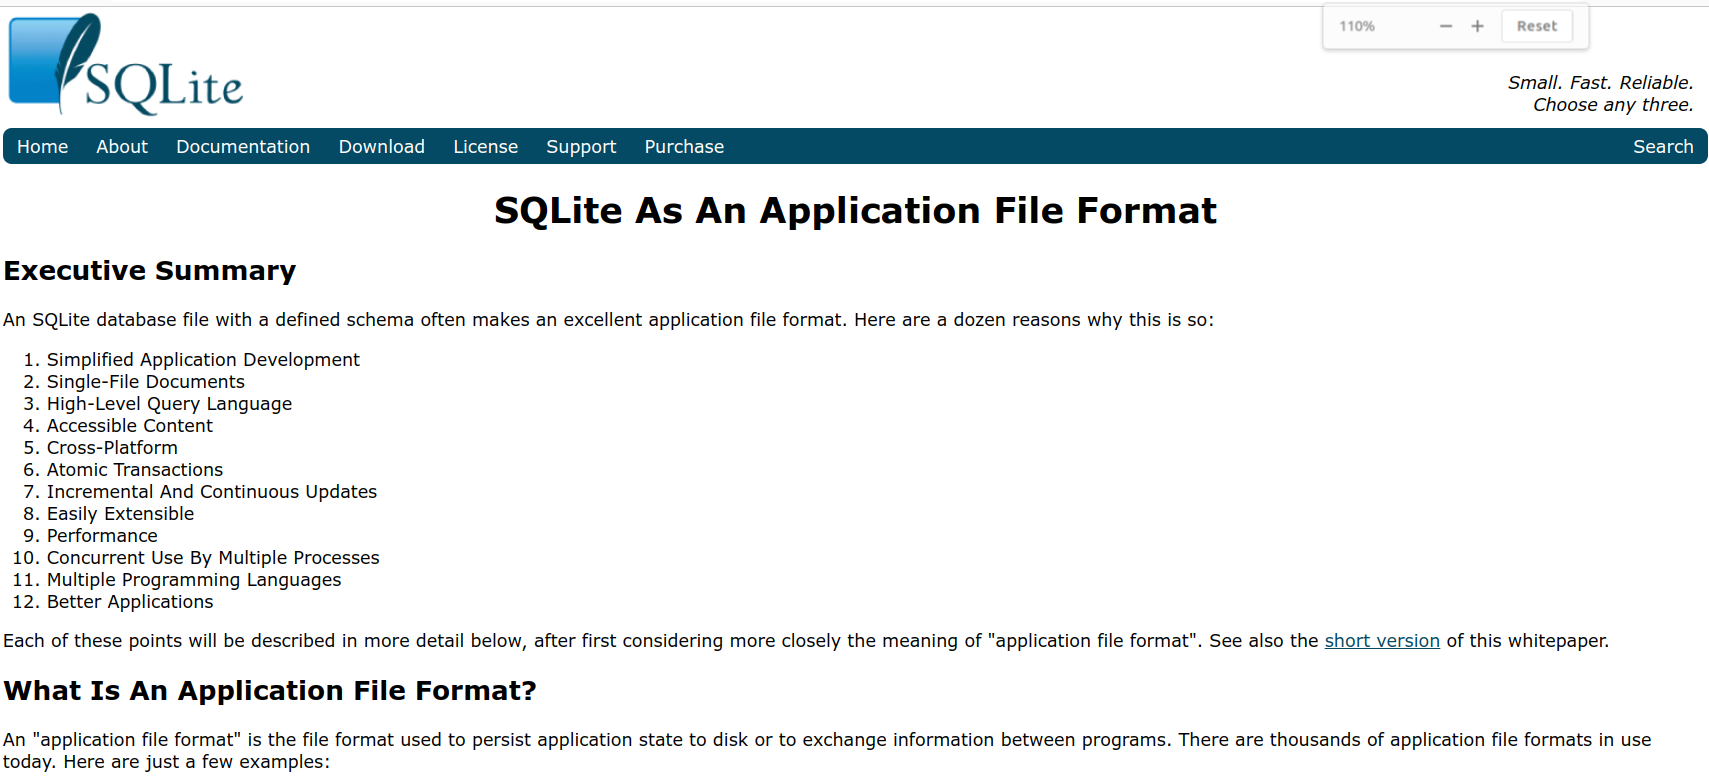 110% − + Reset
SQLite
Small. Fast. Reliable.
Choose any three.
Home About Documentation Download License Support Purchase Search
SQLite As An Application File Format
Executive Summary
An SQLite database file with a defined schema often makes an excellent application file format. Here are a dozen reasons why this is so:
1. Simplified Application Development
2. Single-File Documents
3. High-Level Query Language
4. Accessible Content
5. Cross-Platform
6. Atomic Transactions
7. Incremental And Continuous Updates
8. Easily Extensible
9. Performance
10. Concurrent Use By Multiple Processes
11. Multiple Programming Languages
12. Better Applications
Each of these points will be described in more detail below, after first considering more closely the meaning of "application file format". See also the short version of this whitepaper.
What Is An Application File Format?
An "application file format" is the file format used to persist application state to disk or to exchange information between programs. There are thousands of application file formats in use
today. Here are just a few examples: